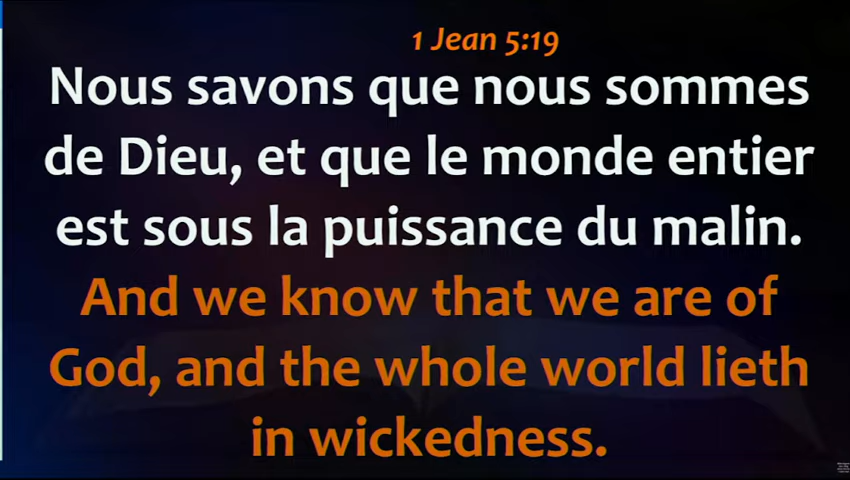 1 Jean 5:19
Nous savons que nous sommes
de Dieu, et que le monde entier
est sous la puissance du malin.
And we know that we are of
God, and the whole world lieth
in wickedness.